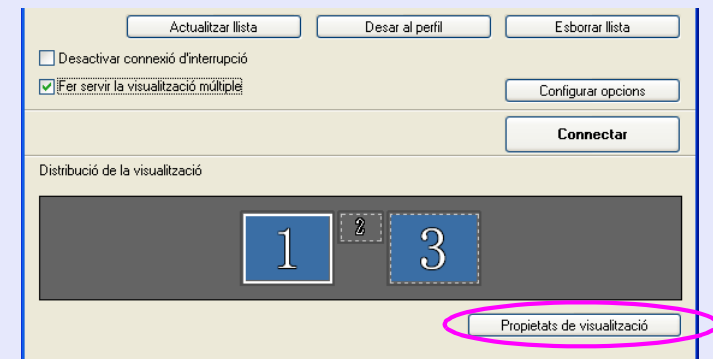 Actualitzar llista
Desar al perfil
Esborrar llista
Desactivar connexió d'interrupció
Fer servir la visualització múltiple
Configurar opcions
Connectar
Distribució de la visualització
1
2
3
Propietats de visualització